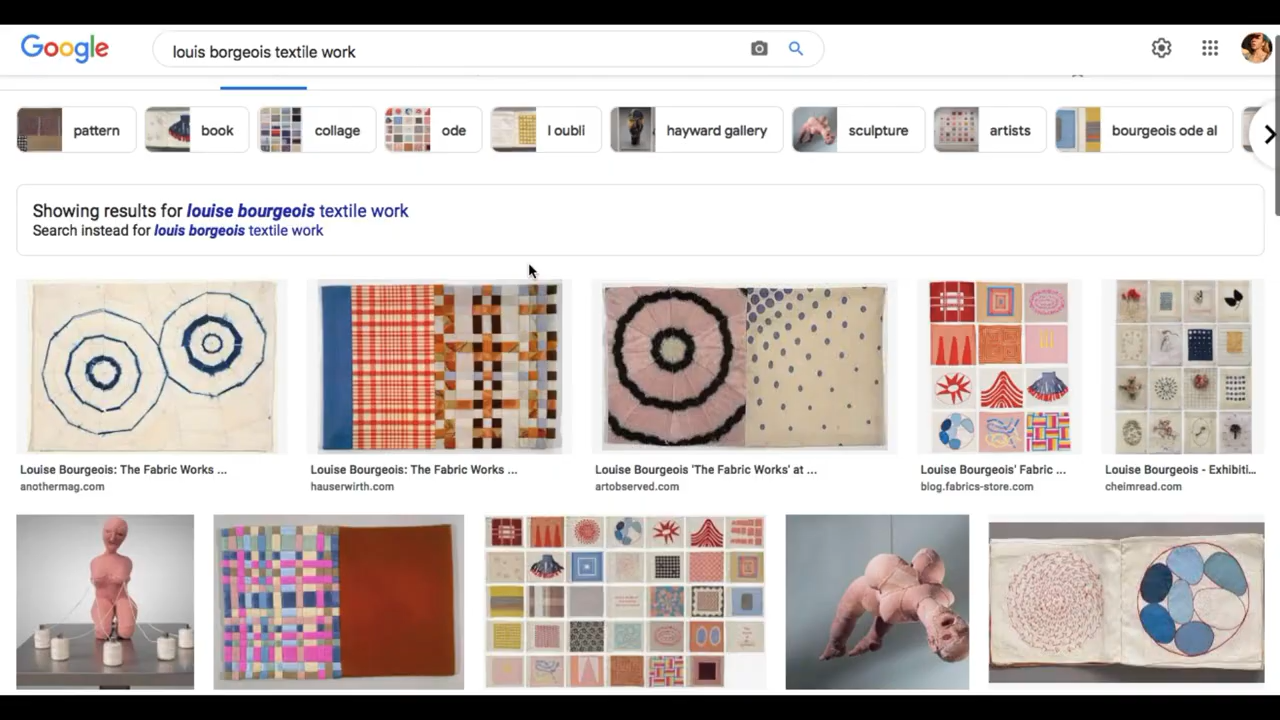 Google
louis borgeois textile work
pattern
book
collage
ode
l oubli
hayward gallery
sculpture
artists
bourgeois ode al
Showing results for louise bourgeois textile work
Search instead for louis borgeois textile work
Louise Bourgeois: The Fabric Works ...
anothermag.com
Louise Bourgeois: The Fabric Works ...
hauserwirth.com
Louise Bourgeois 'The Fabric Works' at ...
artobserved.com
Louise Bourgeois' Fabric ...
blog.fabrics-store.com
Louise Bourgeois - Exhibiti...
cheimread.com